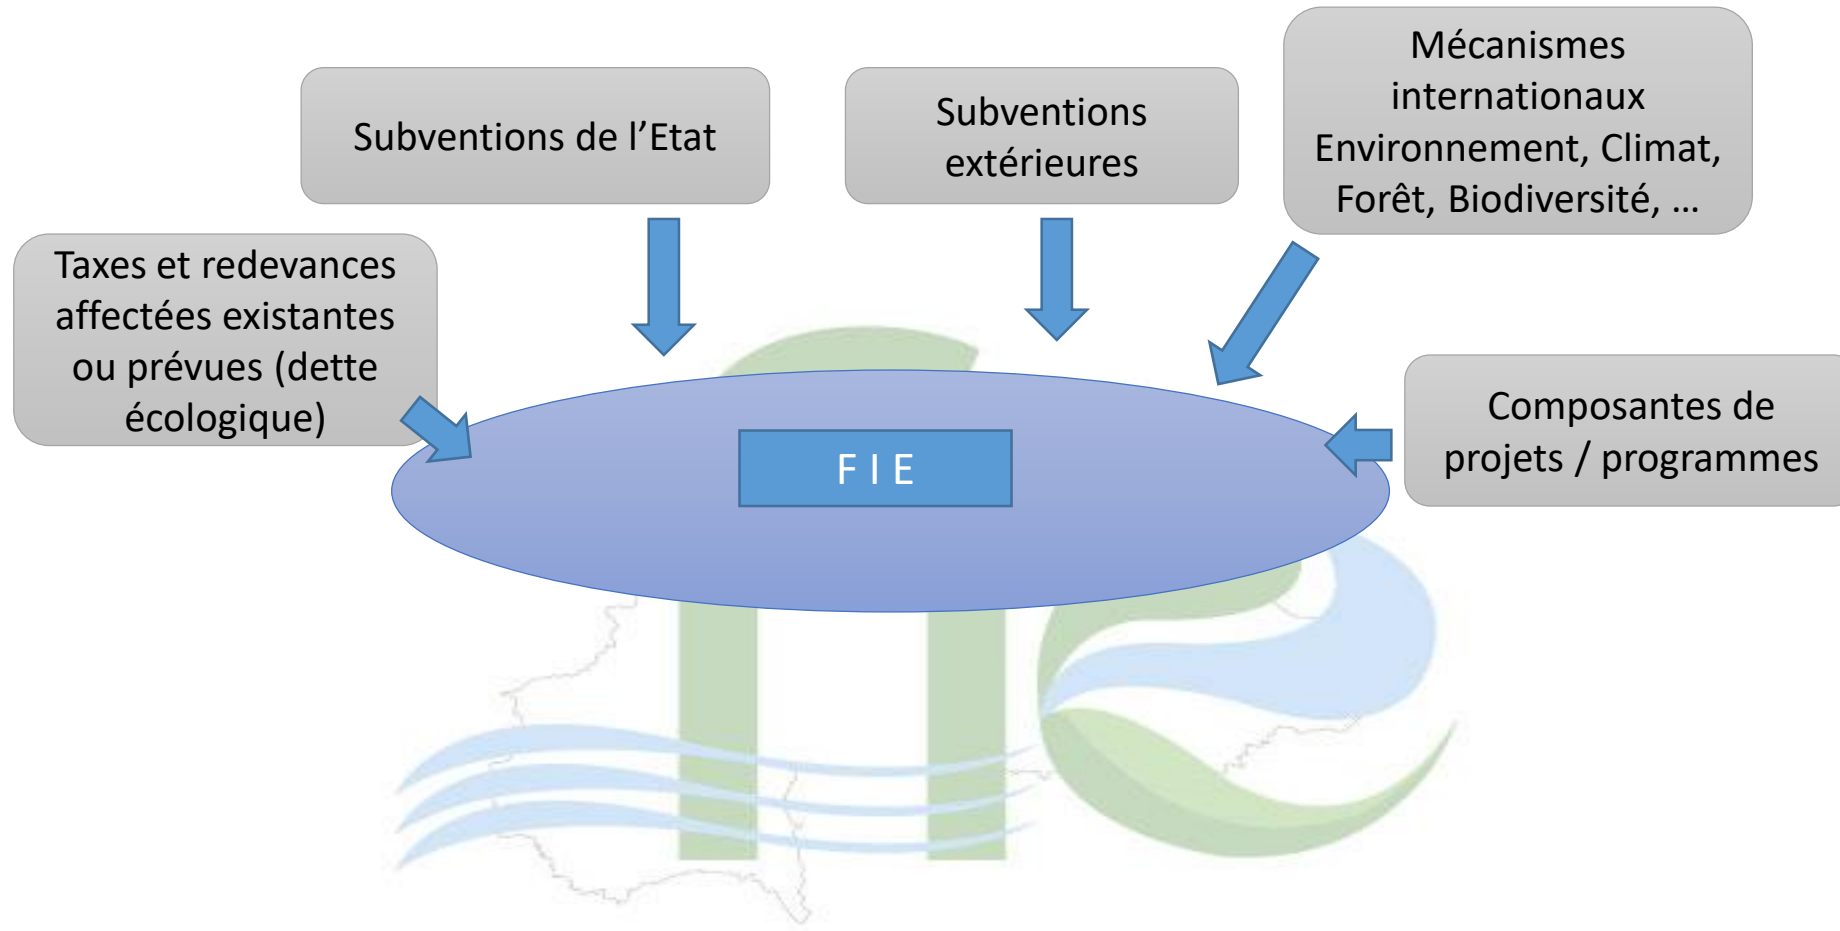 Subventions de l’Etat
Subventions
extérieures
Mécanismes
internationaux
Environnement, Climat,
Forêt, Biodiversité, …
Taxes et redevances
affectées existantes
ou prévues (dette
écologique)
Composantes de
projets / programmes
F I E